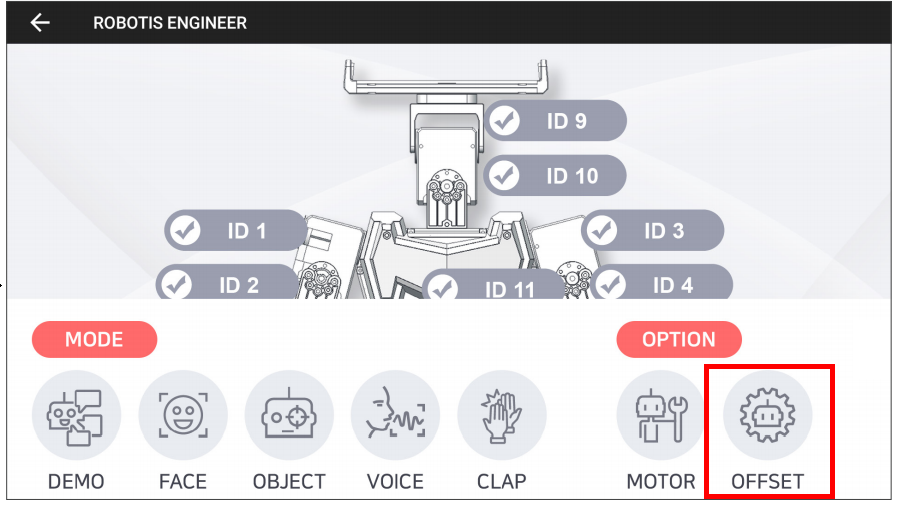 ROBOTIS ENGINEER
ID 9
ID 10
ID 1
ID 3
ID 2
ID 11
ID 4
MODE
OPTION
DEMO
FACE
OBJECT
VOICE
CLAP
MOTOR
OFFSET